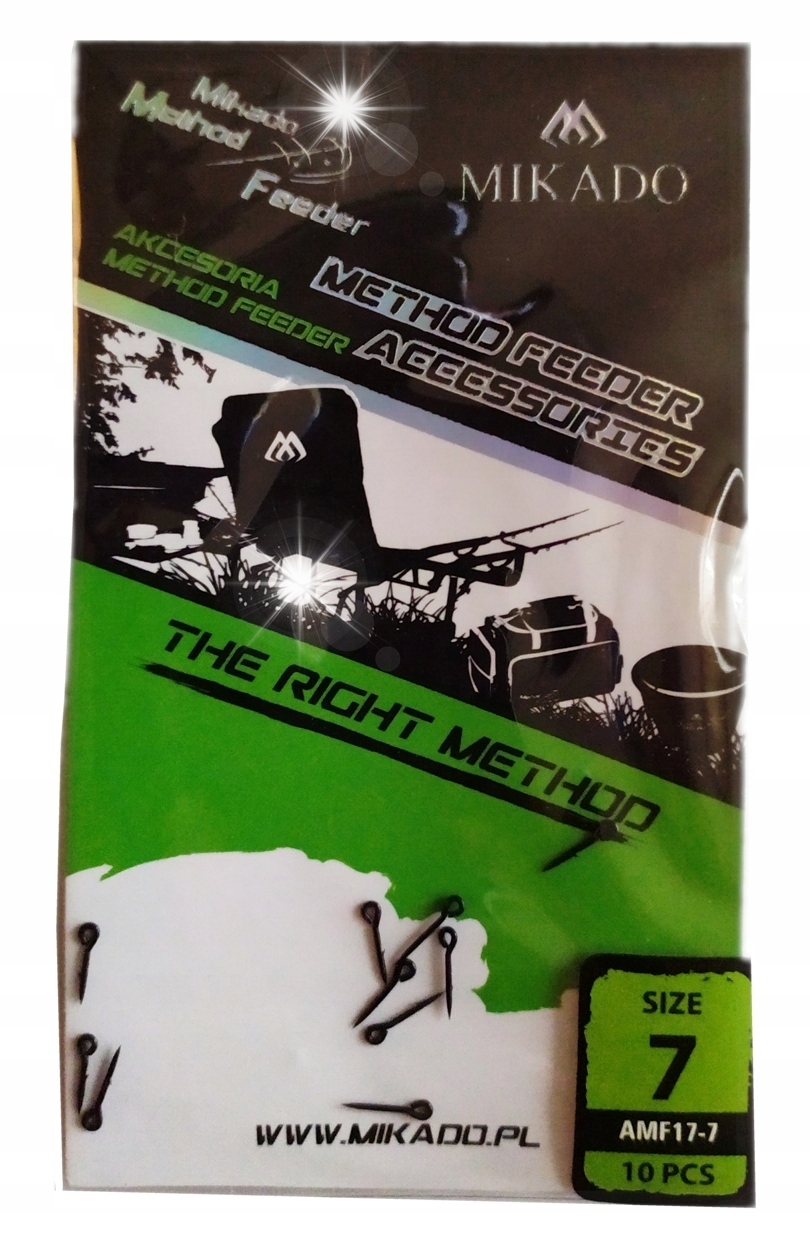 Mikado
Method
Feeder
MIKADO
AKCESORIA
METHOD FEEDER
METHOD FEEDER
ACCESSORIES
THE RIGHT METHOD
WWW.MIKADO.PL
SIZE
7
AMF17-7
10 PCS